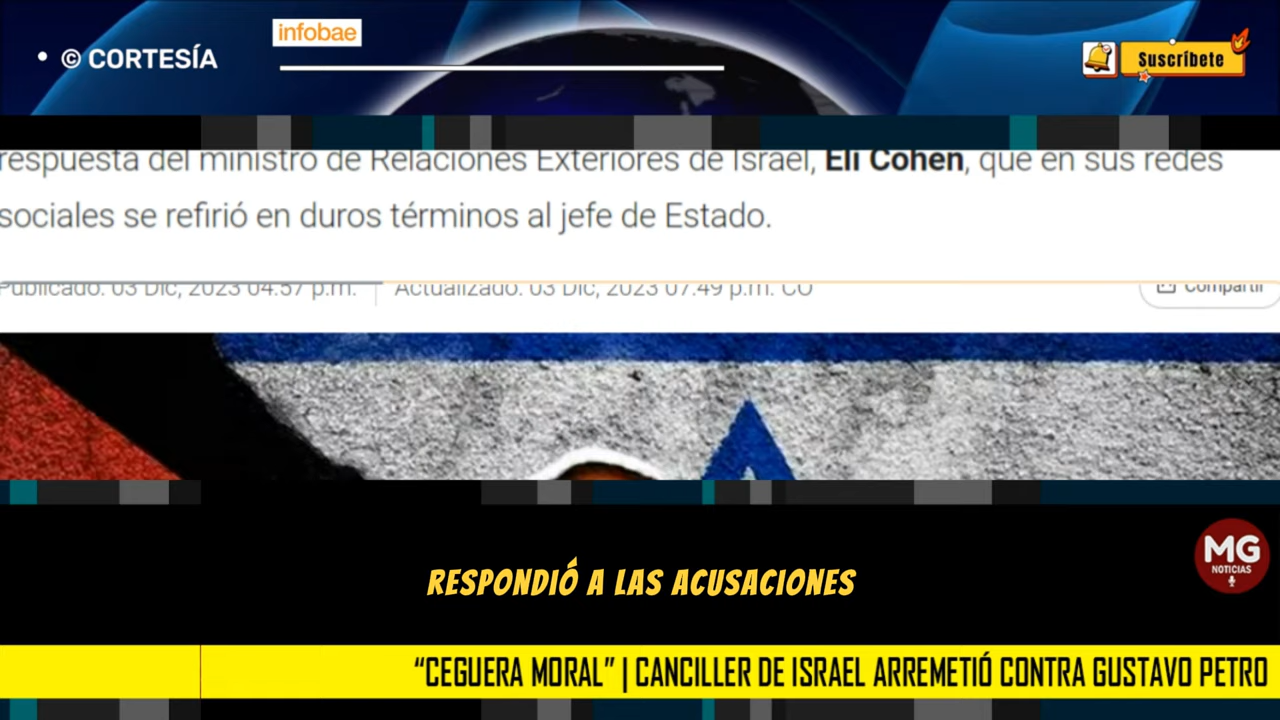 infobae
• © CORTESÍA
Suscríbete
respuesta del ministro de Relaciones Exteriores de Israel, Eli Cohen, que en sus redes
sociales se refirió en duros términos al jefe de Estado.
Publicado: 03 Dic, 2023 04:57 p.m. Actualizado: 03 Dic, 2023 07:49 p.m. CO
Compartir
MG
NOTICIAS
RESPONDIÓ A LAS ACUSACIONES
“CEGUERA MORAL” | CANCILLER DE ISRAEL ARREMETIÓ CONTRA GUSTAVO PETRO